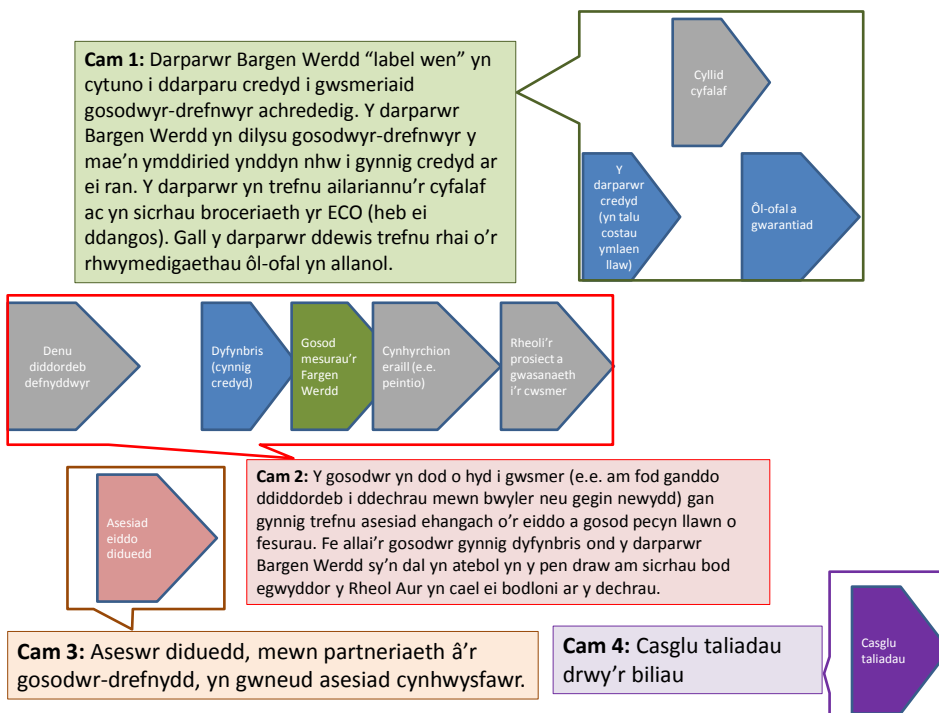 Cam 1: Darparwr Bargen Werdd “label wen” yn
cytuno i ddarparu credyd i gwsmeriaid
gosodwyr-drefnwyr achrededig. Y darparwr
Bargen Werdd yn dilysu gosodwyr-drefnwyr y
mae’n ymddiried ynddyn nhw i gynnig credyd ar
ei ran. Y darparwr yn trefnu ailariannu’r cyfalaf
ac yn sicrhau broceriaeth yr ECO (heb ei
ddangos). Gall y darparwr ddewis trefnu rhai o’r
rhwymedigaethau ôl-ofal yn allanol.
Cyllid
cyfalaf
Y
darparwr
credyd
(yn talu
costau
ymlaen
llaw)
Ôl-ofal a
gwarantiad
Denu
diddordeb
defnyddwyr
Dyfynbris
(cynnig
credyd)
Gosod
mesurau’r
Fargen
Werdd
Cynhyrchion
eraill (e.e.
peintio)
Rheoli’r
prosiect a
gwasanaeth
i’r cwsmer
Cam 2: Y gosodwr yn dod o hyd i gwsmer (e.e. am fod ganddo
ddiddordeb i ddechrau mewn bwyler neu gegin newydd) gan
gynnig trefnu asesiad ehangach o’r eiddo a gosod pecyn llawn o
fesurau. Fe allai’r gosodwr gynnig dyfynbris ond y darparwr
Bargen Werdd sy’n dal yn atebol yn y pen draw am sicrhau bod
egwyddor y Rheol Aur yn cael ei bodloni ar y dechrau.
Asesiad
eiddo
diduedd
Cam 3: Aseswr diduedd, mewn partneriaeth â’r
gosodwr-drefnydd, yn gwneud asesiad cynhwysfawr.
Cam 4: Casglu taliadau
drwy’r biliau
Casglu
taliadau